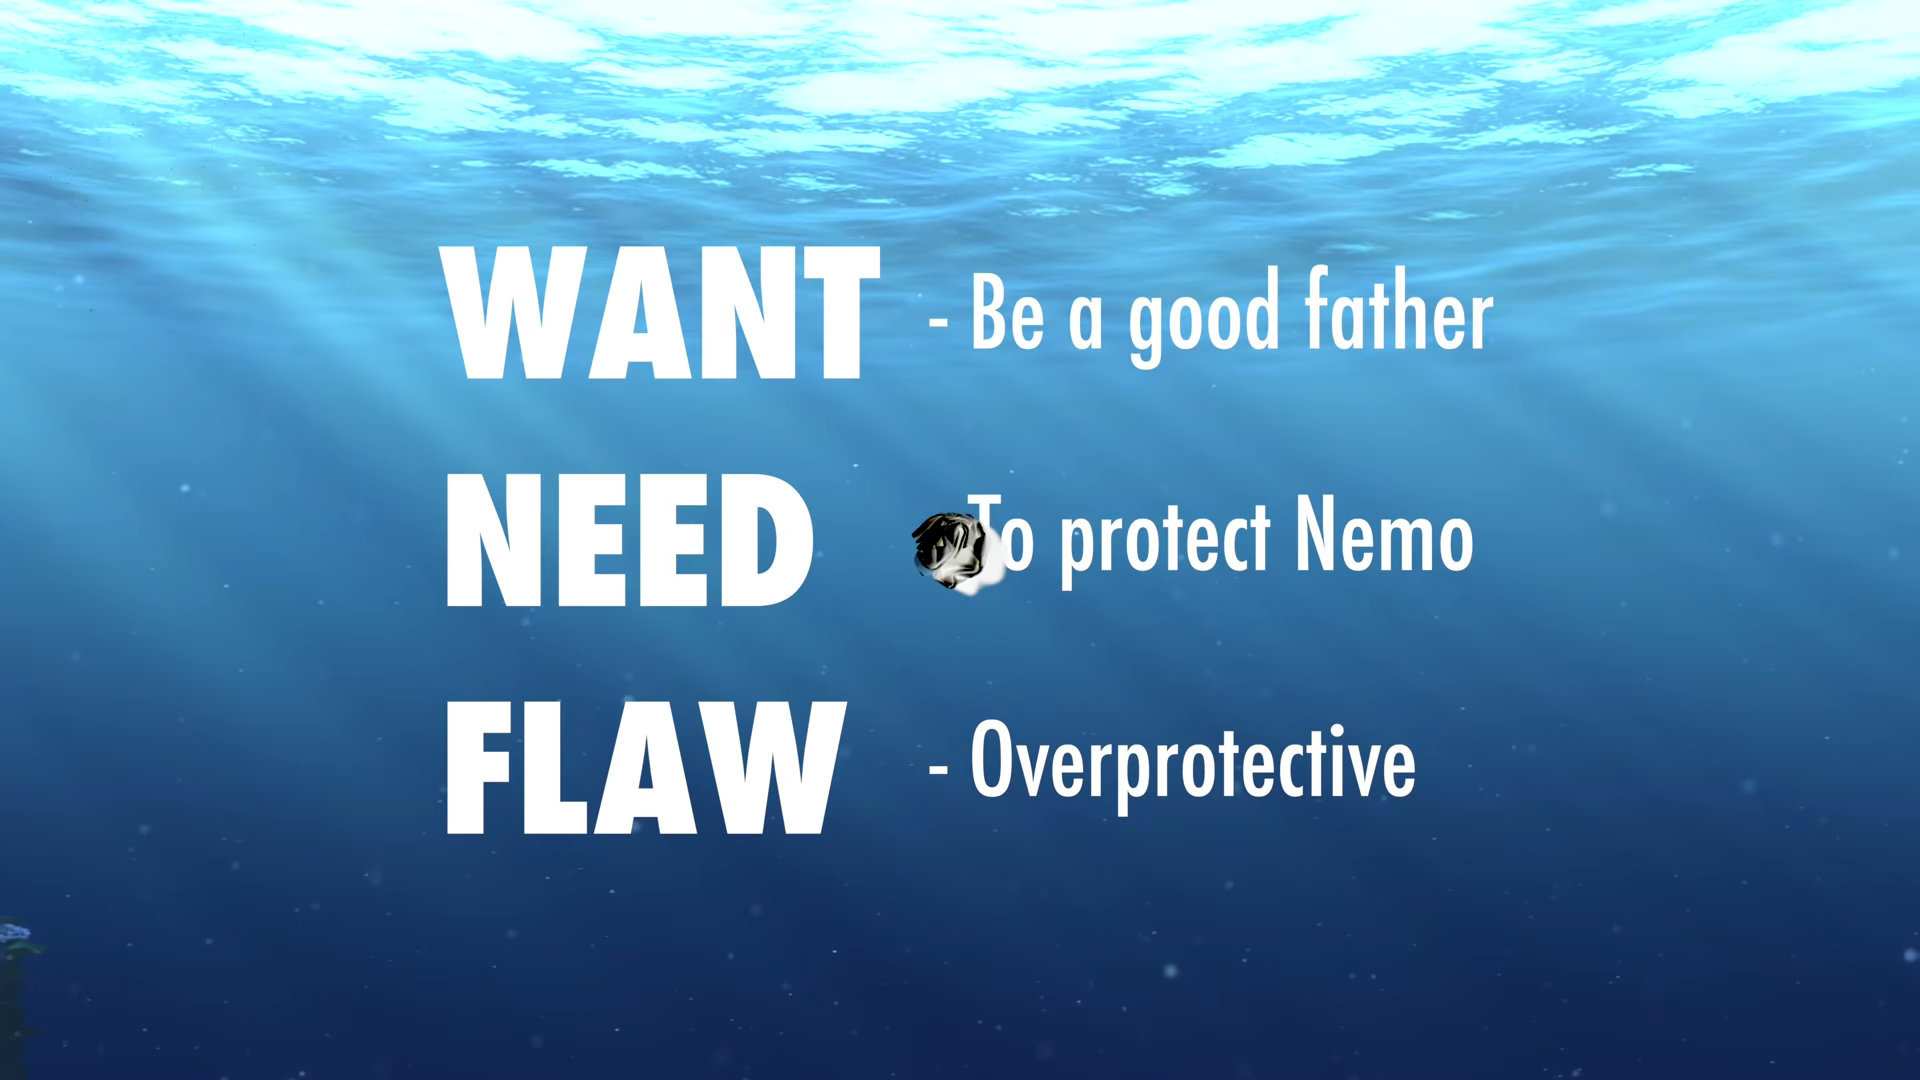 WANT - Be a good father
NEED To protect Nemo
FLAW - Overprotective